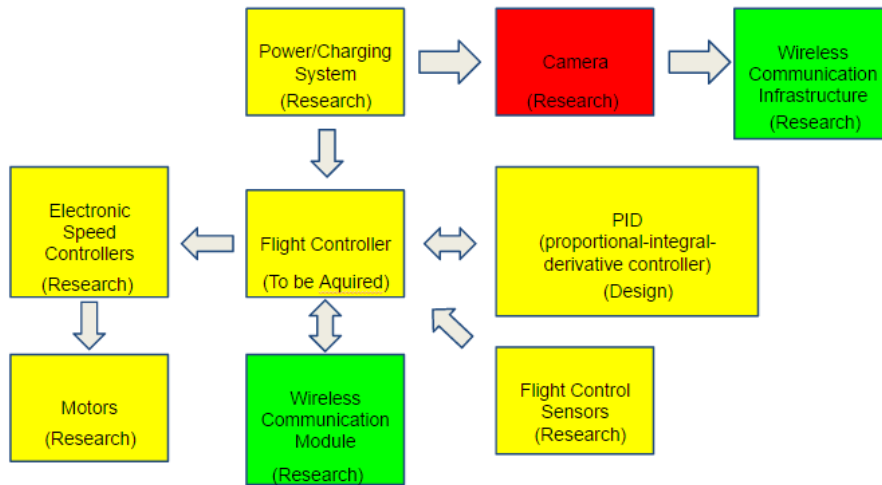 Power/Charging
System
(Research)
Camera
(Research)
Wireless
Communication
Infrastructure
(Research)
Electronic
Speed
Controllers
(Research)
Flight Controller
(To be Aquired)
PID
(proportional-integral-
derivative controller)
(Design)
Motors
(Research)
Wireless
Communication
Module
(Research)
Flight Control
Sensors
(Research)